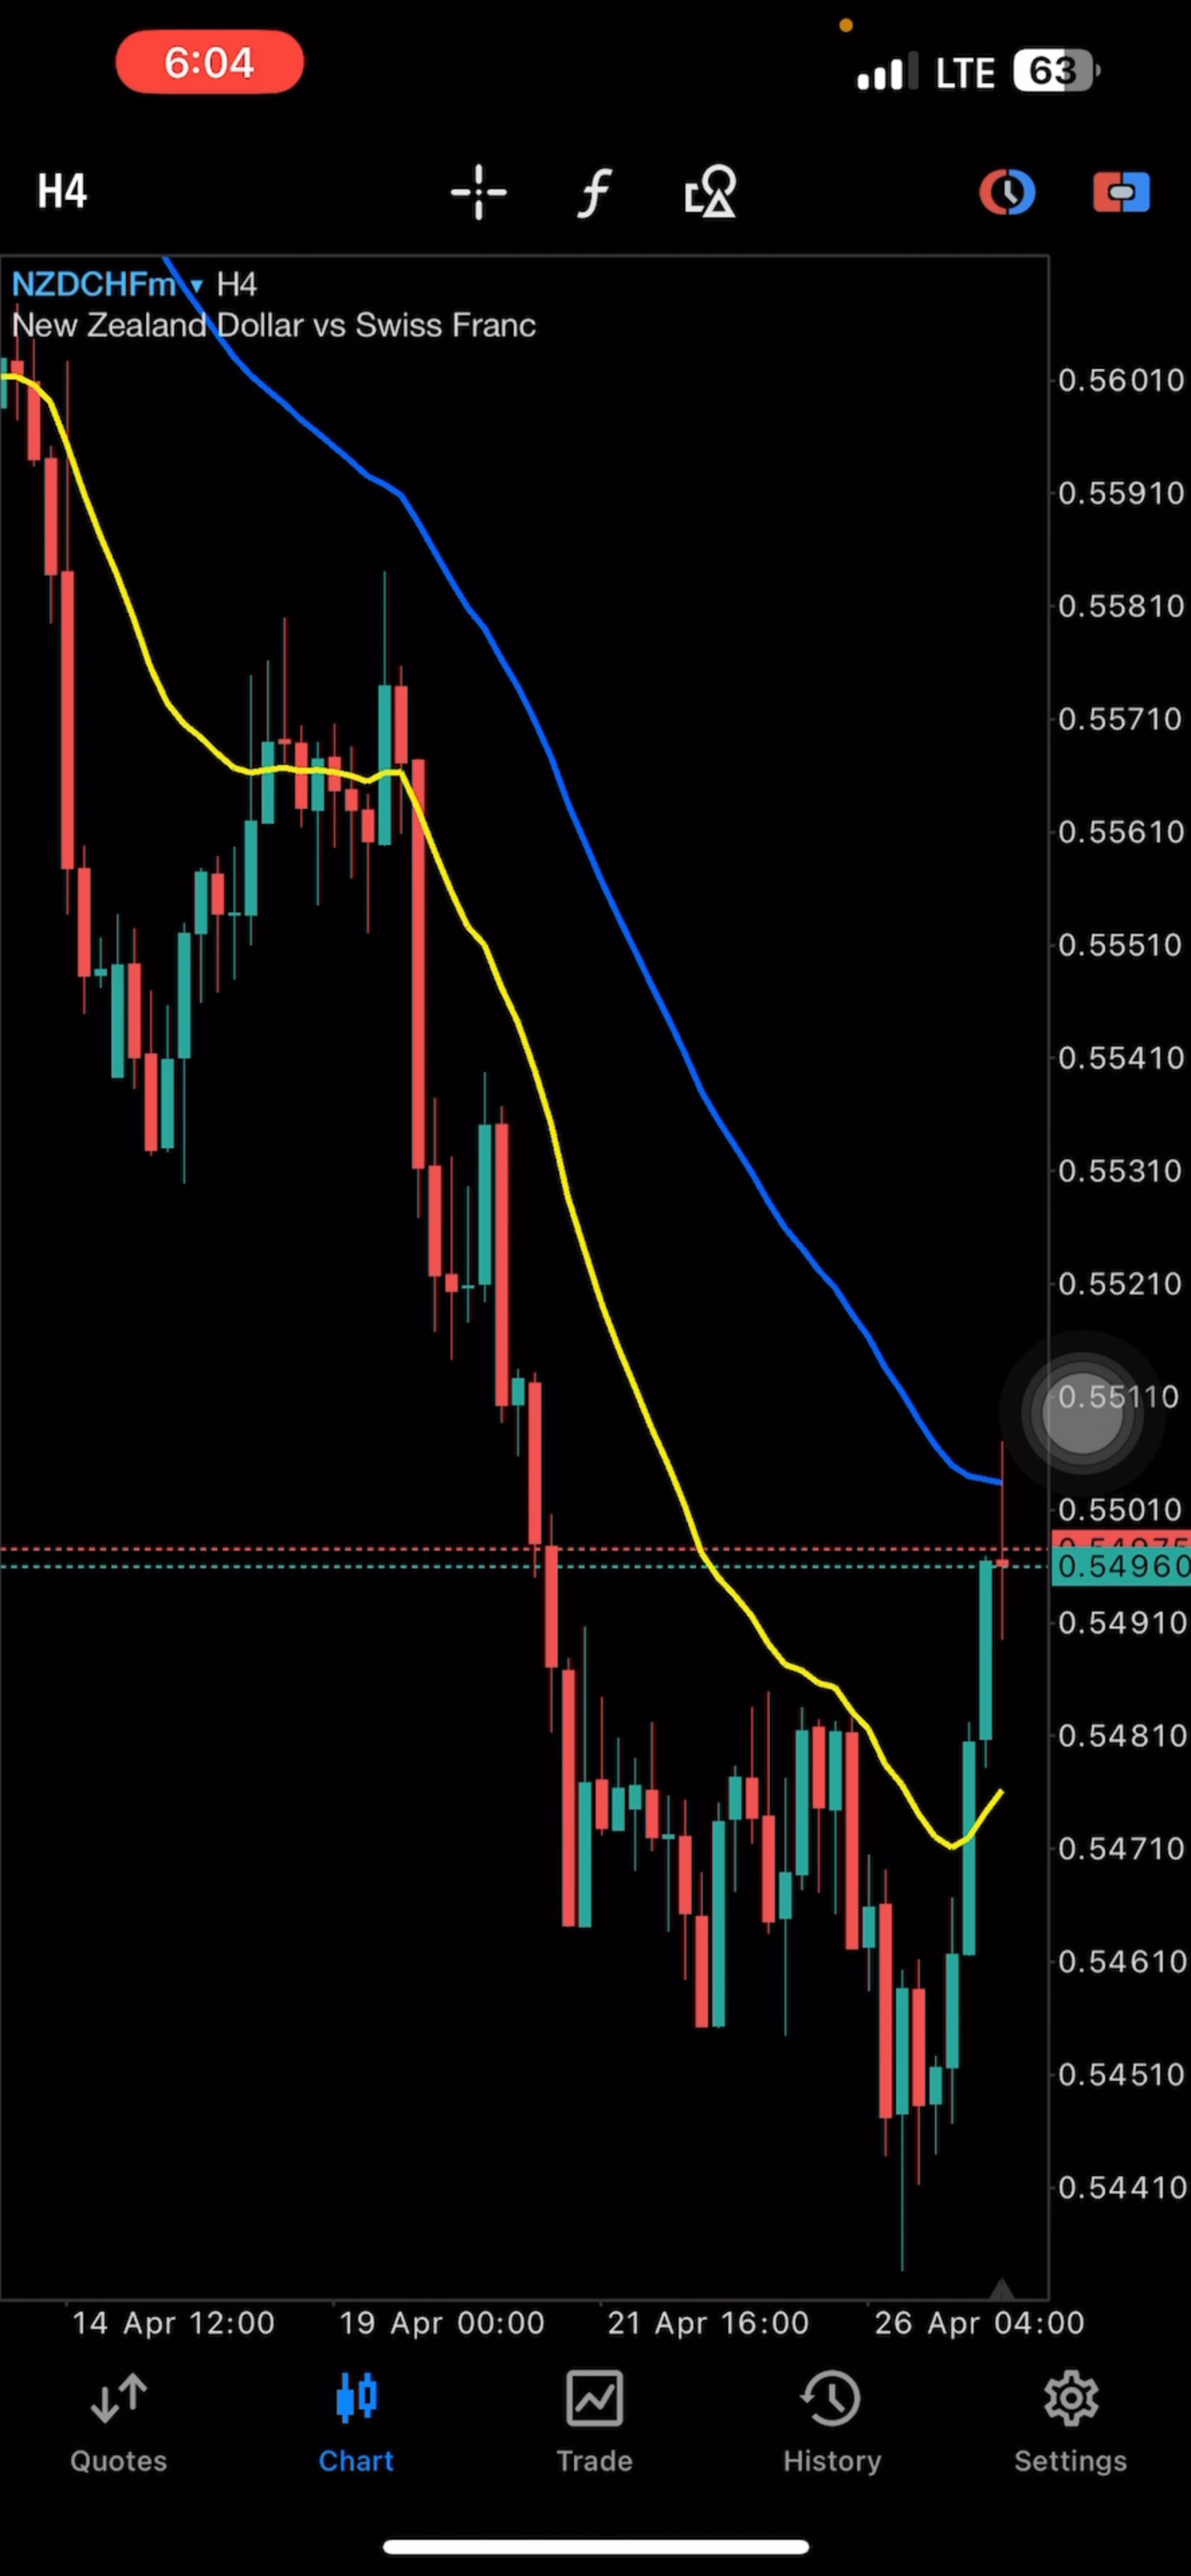 6:04
LTE 63
H4
f
NZDCHFm ▾ H4
New Zealand Dollar vs Swiss Franc
0.56010
0.55910
0.55810
0.55710
0.55610
0.55510
0.55410
0.55310
0.55210
0.55110
0.55010
0.54960
0.54910
0.54810
0.54710
0.54610
0.54510
0.54410
14 Apr 12:00 19 Apr 00:00 21 Apr 16:00 26 Apr 04:00
Quotes Chart Trade History Settings